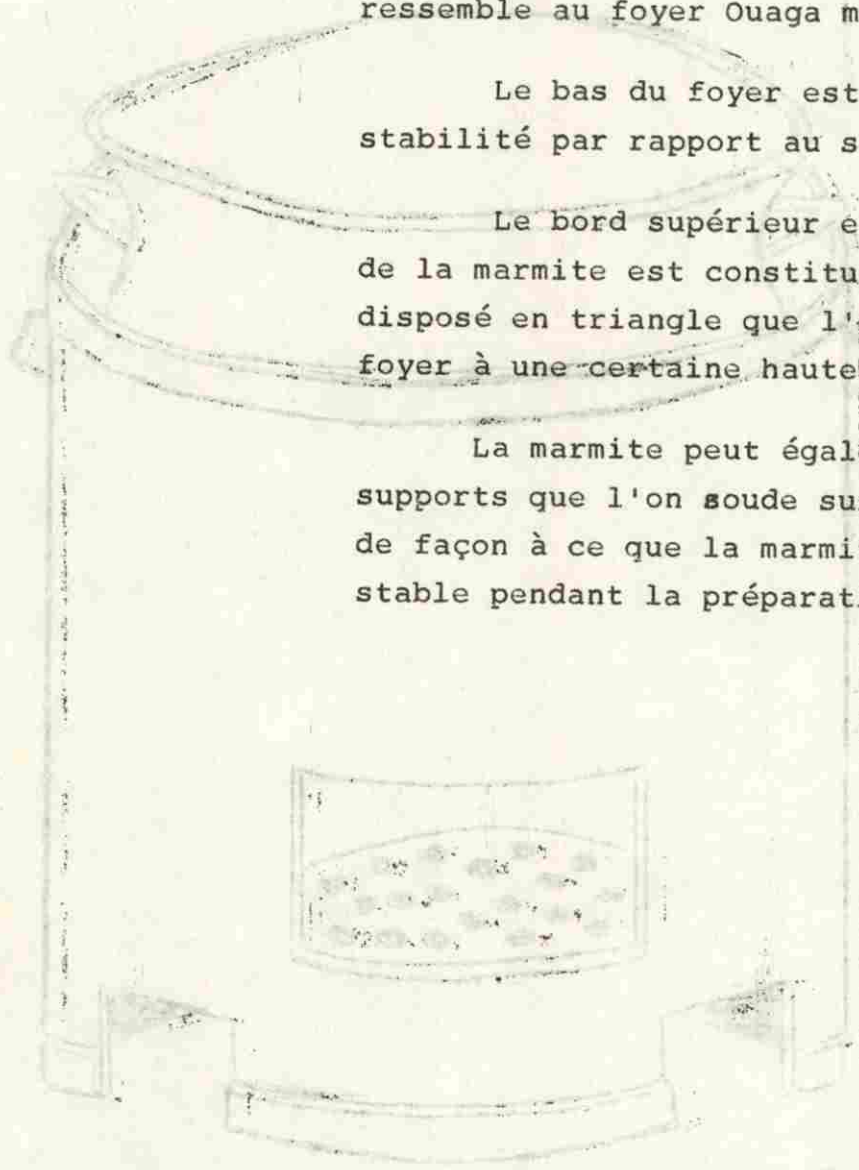 ressemble au foyer Ouaga m
Le bas du foyer est
stabilité par rapport au s
Le bord supérieur e
de la marmite est constitu
disposé en triangle que l'
foyer à une certaine haute
La marmite peut égal
supports que l'on soude su
de façon à ce que la marmi
stable pendant la préparat